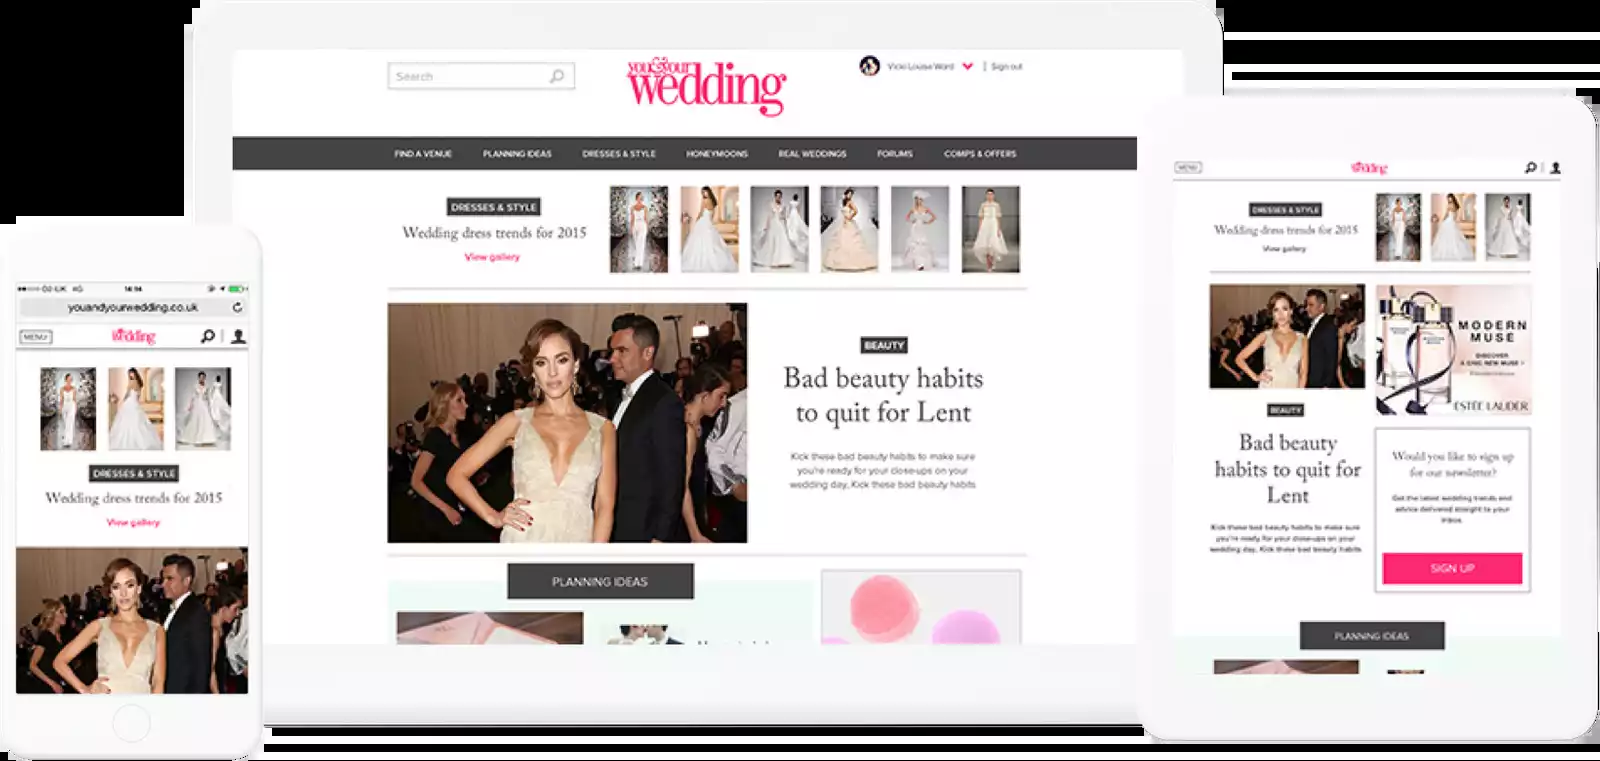 Search
you&your
wedding
Vicki Louise Ward
Sign out
FIND A VENUE
PLANNING IDEAS
DRESSES & STYLE
HONEYMOONS
REAL WEDDINGS
FORUMS
COMPS & OFFERS
DRESSES & STYLE
Wedding dress trends for 2015
View gallery
BEAUTY
Bad beauty habits
to quit for Lent
Kick these bad beauty habits to make sure
you're ready for your close-ups on your
wedding day, Kick these bad beauty habits
PLANNING IDEAS
O2-UK 4G
14:14
youandyourwedding.co.uk
MENU
wedding
DRESSES & STYLE
Wedding dress trends for 2015
View gallery
MENU
wedding
DRESSES & STYLE
Wedding dress trends for 2015
View gallery
BEAUTY
Bad beauty
habits to quit for
Lent
Kick these bad beauty habits to make sure
you're ready for your close-ups on your
wedding day, Kick these bad beauty habits
MODERN
MUSE
DISCOVER
A CHIC NEW MUSE >
ESTĒE LAUDER
Would you like to sign up
for our newsletter?
Get the latest wedding trends and
advice delivered straight to your
inbox
SIGN UP
PLANNING IDEAS